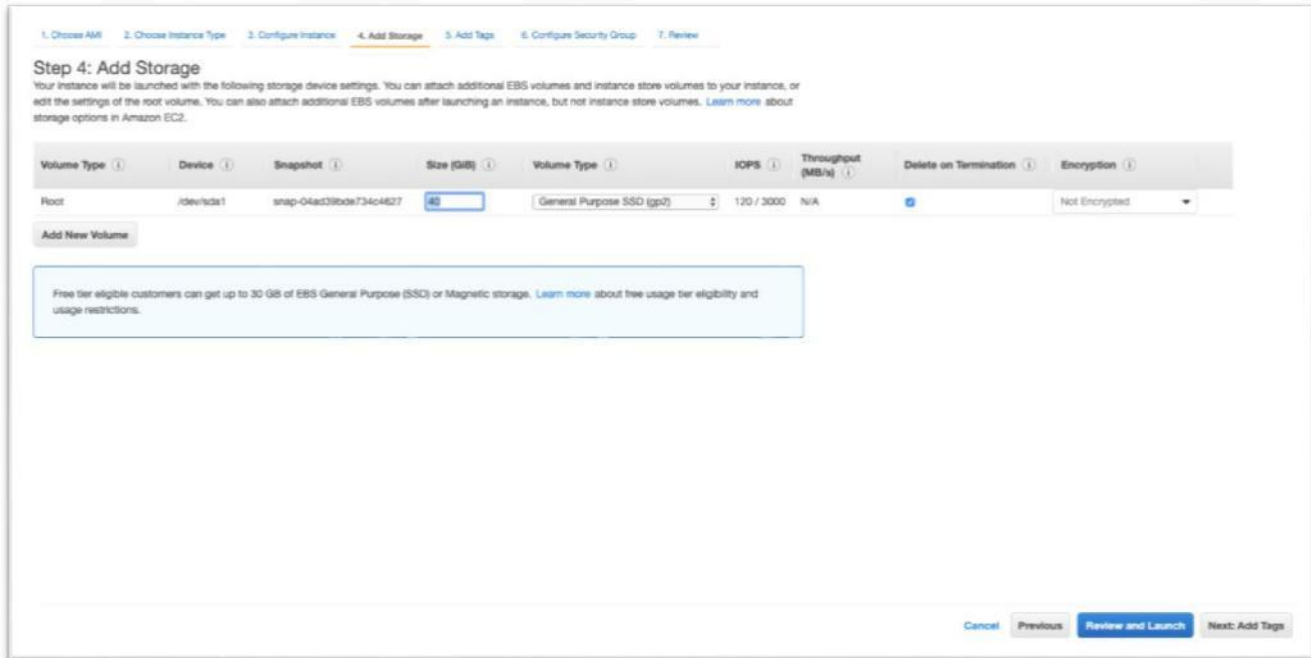 1. Choose AMI 2. Choose Instance Type 3. Configure Instance 4. Add Storage 5. Add Tags 6. Configure Security Group 7. Review
Step 4: Add Storage
Your instance will be launched with the following storage device settings. You can attach additional EBS volumes and instance store volumes to your instance, or
edit the settings of the root volume. You can also attach additional EBS volumes after launching an instance, but not instance store volumes. Learn more about
storage options in Amazon EC2.
Volume Type Device Snapshot Size (GiB) Volume Type IOPS Throughput (MB/s) Delete on Termination Encryption
Root /dev/sda1 snap-04ad39bde734c4627 40 General Purpose SSD (gp2) 120 / 3000 N/A Not Encrypted
Add New Volume
Free tier eligible customers can get up to 30 GB of EBS General Purpose (SSD) or Magnetic storage. Learn more about free usage tier eligibility and
usage restrictions.
Cancel Previous Review and Launch Next: Add Tags